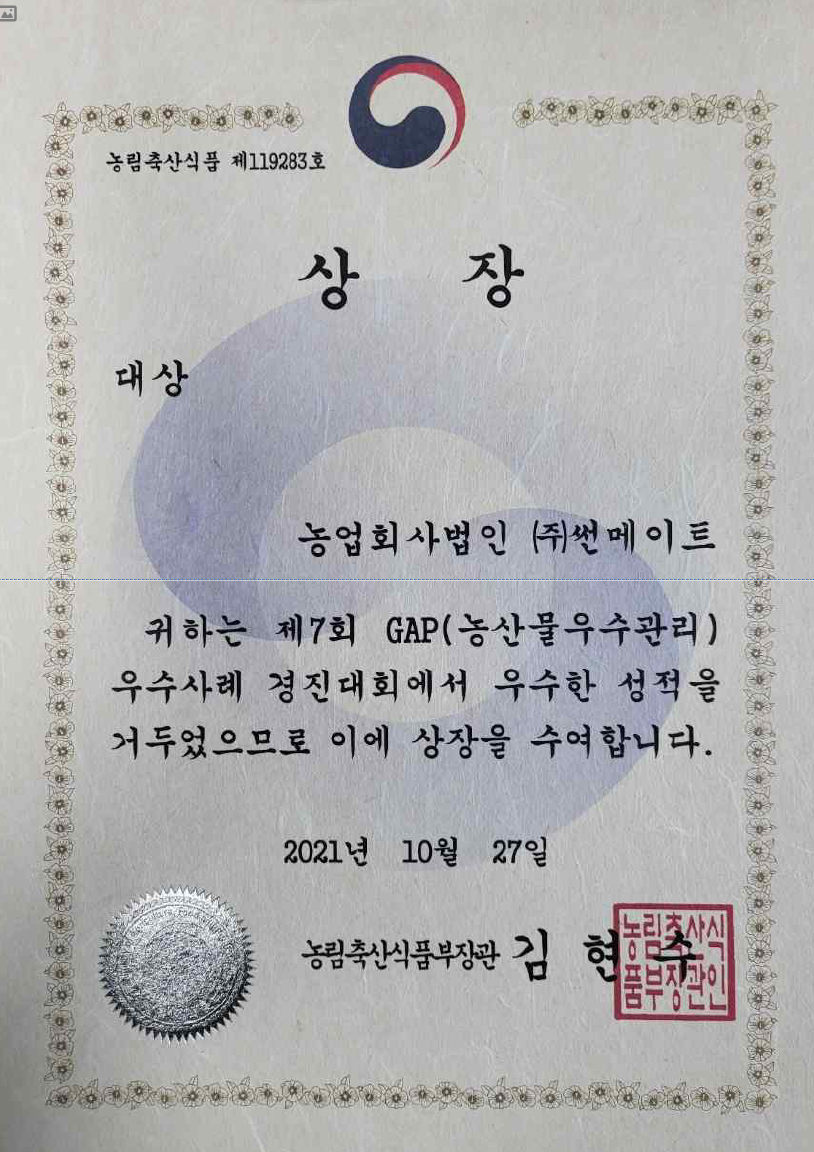 농림축산식품 제119283호
상 장
대상
농업회사법인 ㈜썬메이트
귀하는 제7회 GAP(농산물우수관리)
우수사례 경진대회에서 우수한 성적을
거두었으므로 이에 상장을 수여합니다.
2021년 10월 27일
농림축산식품부장관 김 현 수
농림축산식
품부장관인